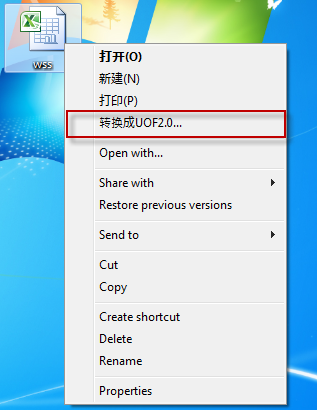 wss
打开(O)
新建(N)
打印(P)
转换成UOF2.0...
Open with...
Share with
Restore previous versions
Send to
Cut
Copy
Create shortcut
Delete
Rename
Properties